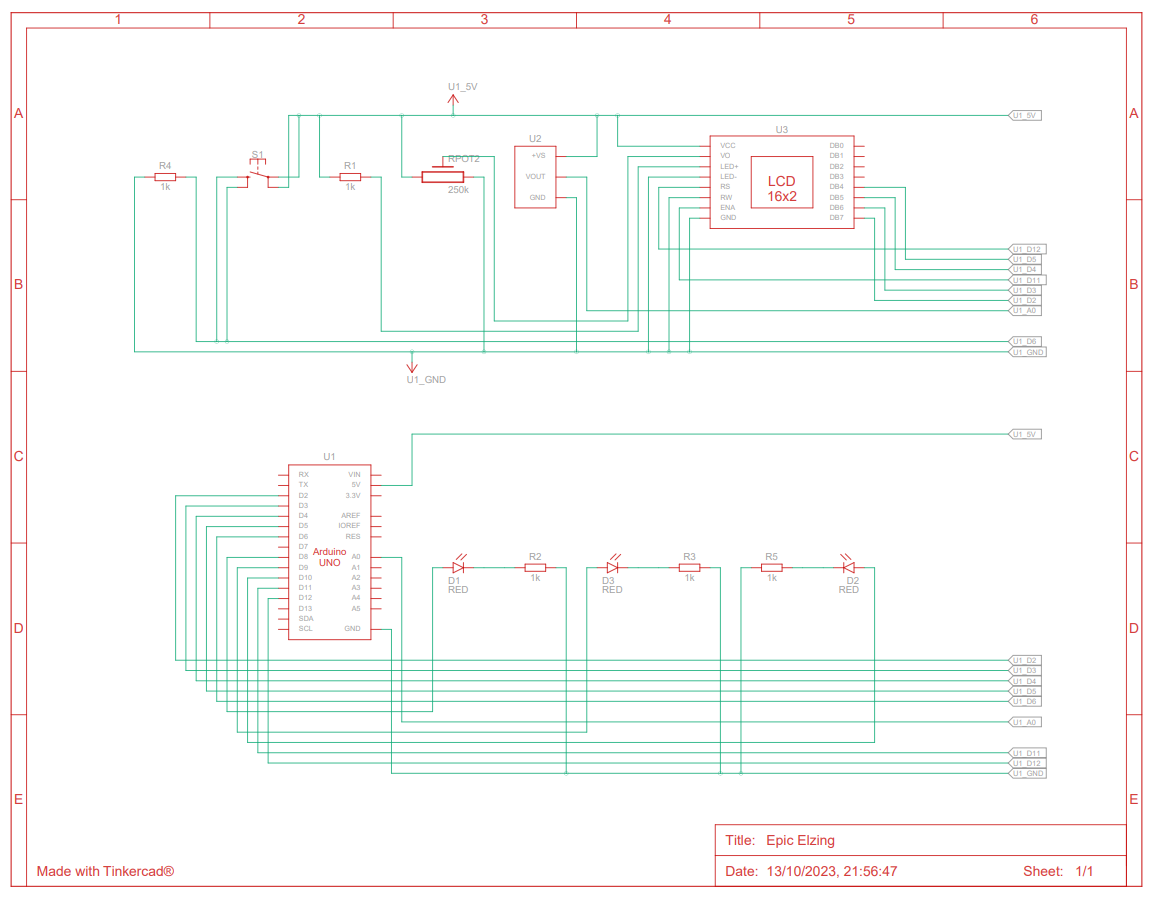 1 2 3 4 5 6
A A
U1_5V
U1_5V
R4
1k
S1
R1
1k
RPOT2
250k
U2
+VS
VOUT
GND
U3
VCC DB0
VO DB1
LED+ DB2
LED- DB3
RS DB4
RW DB5
ENA DB6
GND DB7
LCD
16x2
B B
U1_D12
U1_D5
U1_D4
U1_D11
U1_D3
U1_D2
U1_A0
U1_D6
U1_GND
U1_GND
C C
U1_5V
U1
RX VIN
TX 5V
D2 3.3V
D3
D4 AREF
D5 IOREF
D6 RES
D7
D8 A0
D9 A1
D10 A2
D11 A3
D12 A4
D13 A5
SDA
SCL GND
Arduino
UNO
D1
RED
R2
1k
D3
RED
R3
1k
R5
1k
D2
RED
D D
U1_D2
U1_D3
U1_D4
U1_D5
U1_D6
U1_A0
U1_D11
U1_D12
U1_GND
E E
Title: Epic Elzing
Made with Tinkercad®
Date: 13/10/2023, 21:56:47 Sheet: 1/1